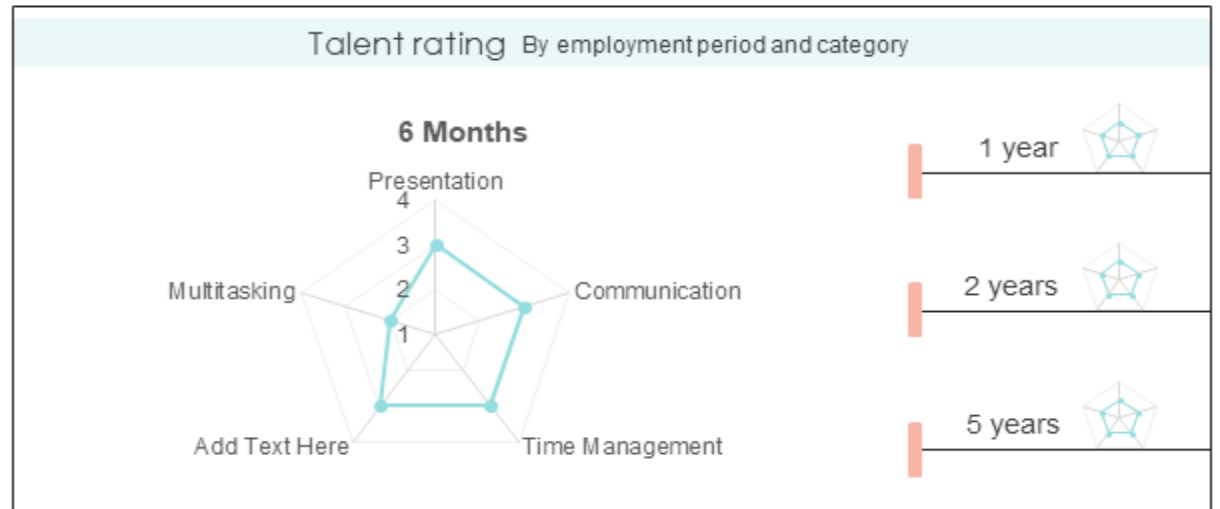 Talent rating By employment period and category
6 Months
Presentation
4
3
2
1
Multitasking
Communication
Add Text Here
Time Management
1 year
2 years
5 years